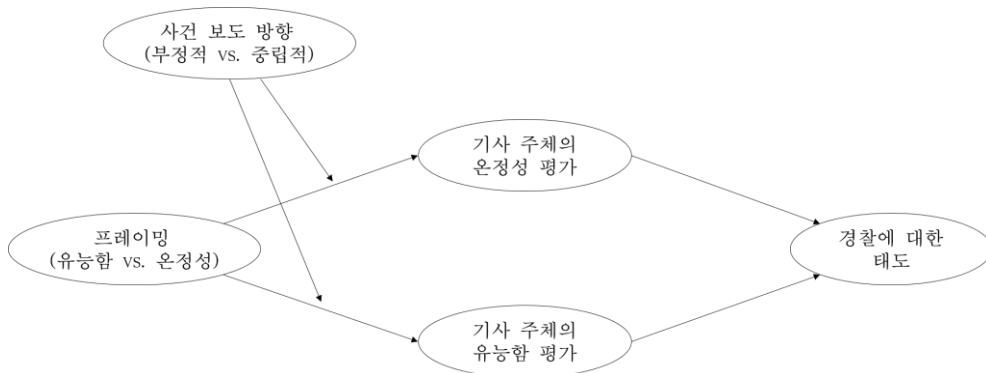 사건 보도 방향
(부정적 vs. 중립적)
기사 주체의
온정성 평가
프레이밍
(유능함 vs. 온정성)
경찰에 대한
태도
기사 주체의
유능함 평가